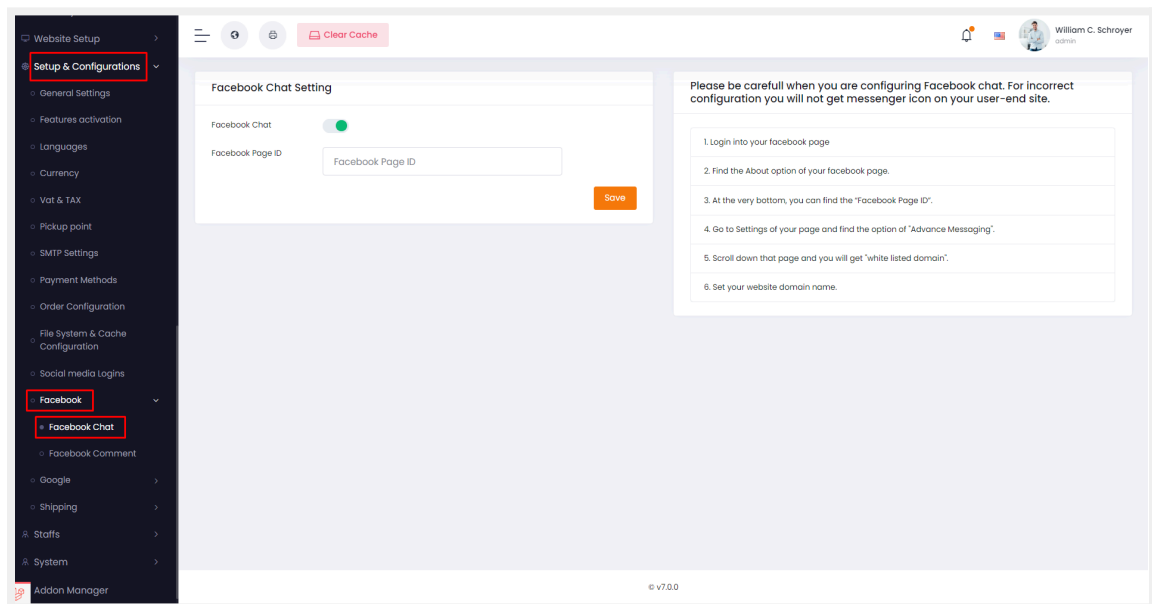 Website Setup
Setup & Configurations
General Settings
Features activation
Languages
Currency
Vat & TAX
Pickup point
SMTP Settings
Payment Methods
Order Configuration
File System & Cache
Configuration
Social media Logins
Facebook
Facebook Chat
Facebook Comment
Google
Shipping
Staffs
System
Addon Manager
Clear Cache
William C. Schroyer
admin
Facebook Chat Setting
Facebook Chat
Facebook Page ID
Facebook Page ID
Save
Please be carefull when you are configuring Facebook chat. For incorrect
configuration you will not get messenger icon on your user-end site.
1. Login into your facebook page
2. Find the About option of your facebook page.
3. At the very bottom, you can find the “Facebook Page ID”.
4. Go to Settings of your page and find the option of "Advance Messaging".
5. Scroll down that page and you will get "white listed domain".
6. Set your website domain name.
© v7.0.0